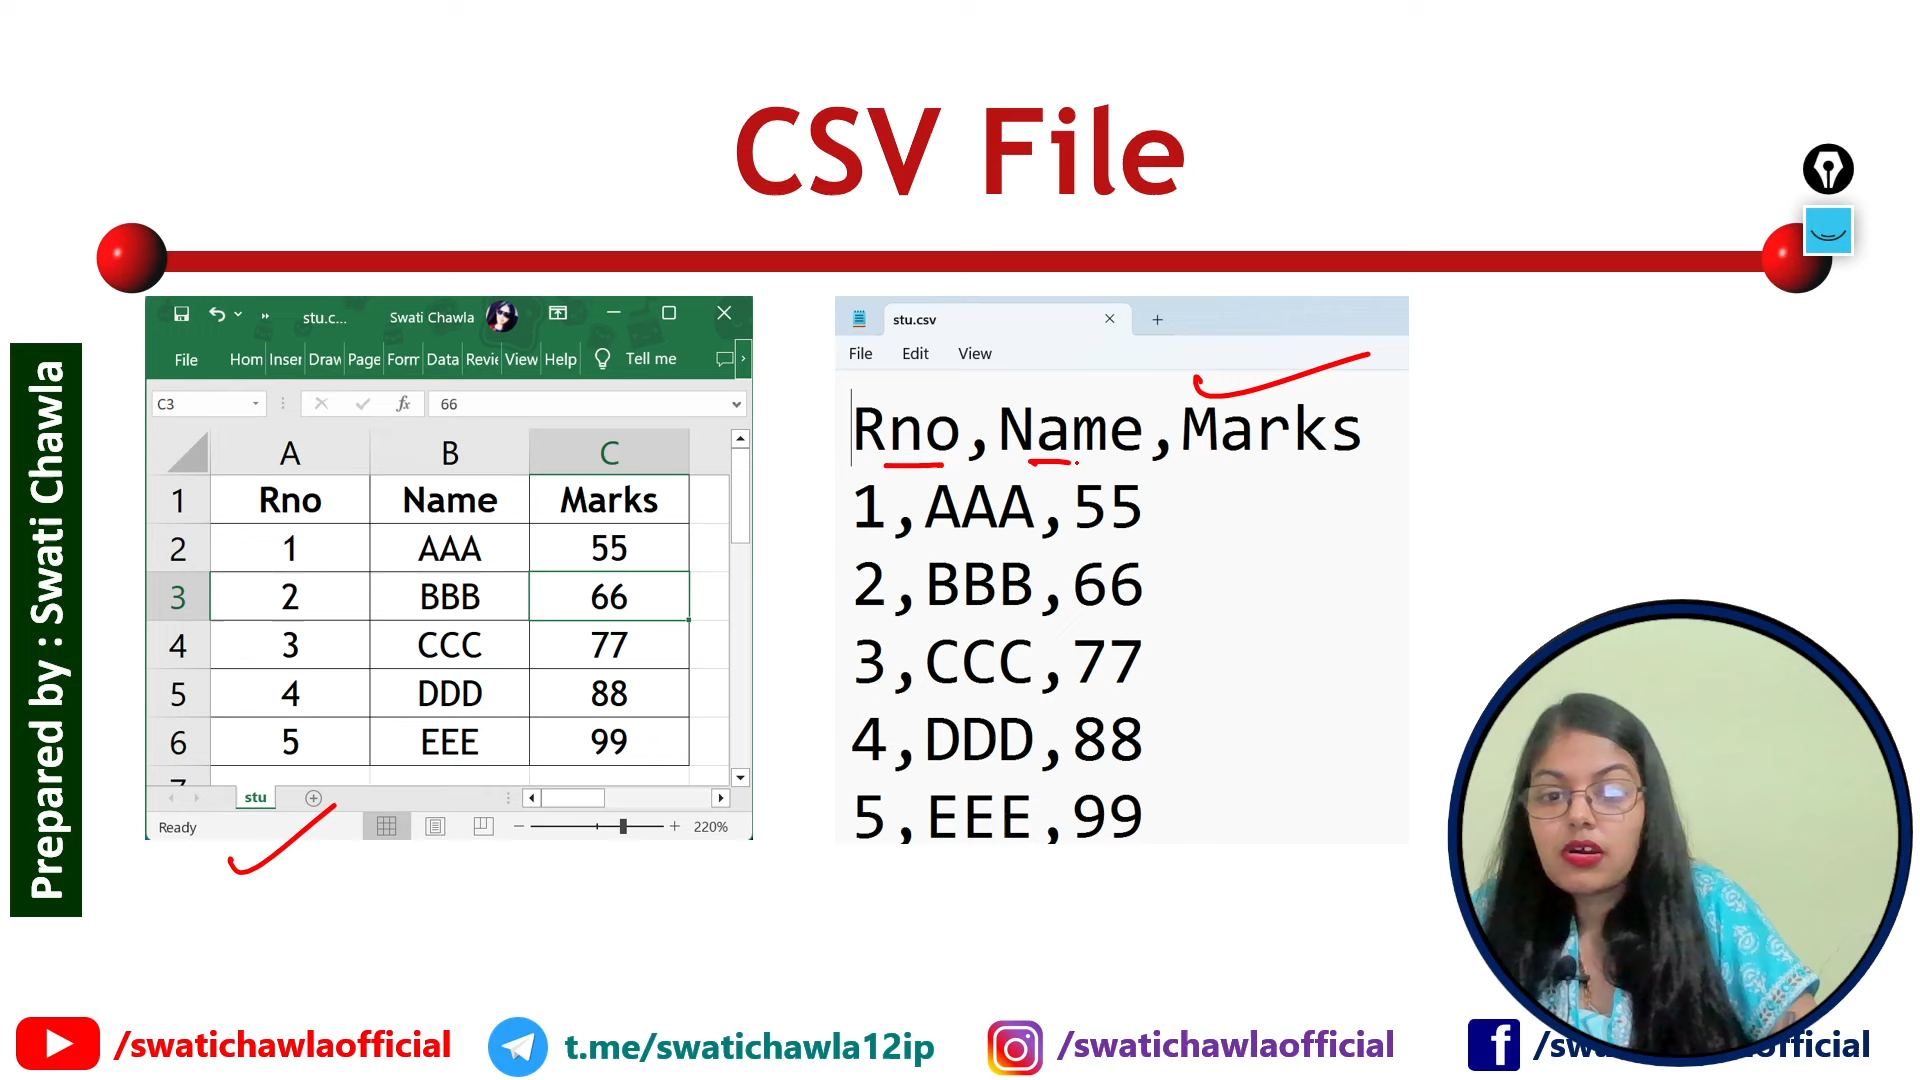 CSV File
Prepared by : Swati Chawla
stu.c... Swati Chawla
File Hom Inser Draw Page Form Data Revie View Help Tell me
C3 fx 66
A B C
1 Rno Name Marks
2 1 AAA 55
3 2 BBB 66
4 3 CCC 77
5 4 DDD 88
6 5 EEE 99
stu
Ready 220%
stu.csv
File Edit View
Rno,Name,Marks
1,AAA,55
2,BBB,66
3,CCC,77
4,DDD,88
5,EEE,99
/swatichawlaofficial t.me/swatichawla12ip /swatichawlaofficial